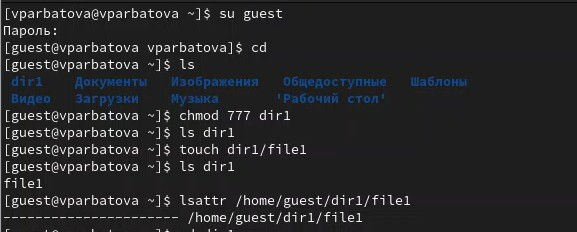 [vparbatova@vparbatova ~]$ su guest
Пароль:
[guest@vparbatova vparbatova]$ cd
[guest@vparbatova ~]$ ls
dir1 Документы Изображения Общедоступные Шаблоны
Видео Загрузки Музыка 'Рабочий стол'
[guest@vparbatova ~]$ chmod 777 dir1
[guest@vparbatova ~]$ ls dir1
[guest@vparbatova ~]$ touch dir1/file1
[guest@vparbatova ~]$ ls dir1
file1
[guest@vparbatova ~]$ lsattr /home/guest/dir1/file1
---------------------- /home/guest/dir1/file1